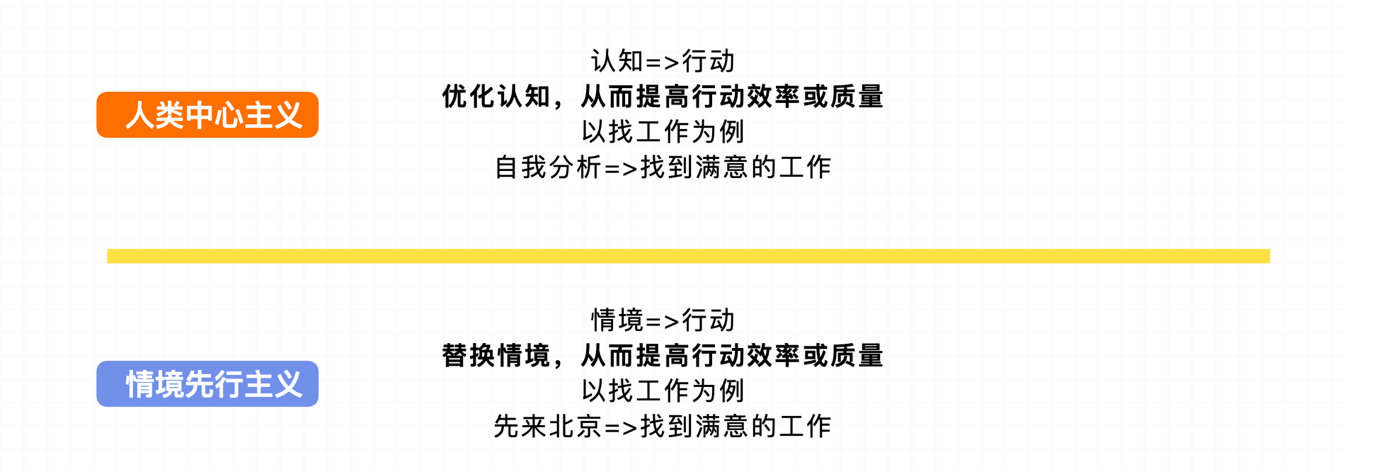 人类中心主义
认知=>行动
优化认知，从而提高行动效率或质量
以找工作为例
自我分析=>找到满意的工作
情境先行主义
情境=>行动
替换情境，从而提高行动效率或质量
以找工作为例
先来北京=>找到满意的工作